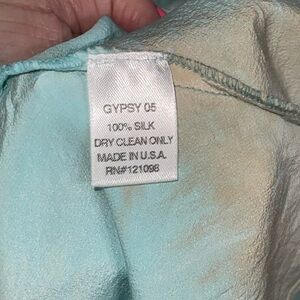 GYPSY 05
100% SILK
DRY CLEAN ONLY
MADE IN U.S.A.
RN#121098